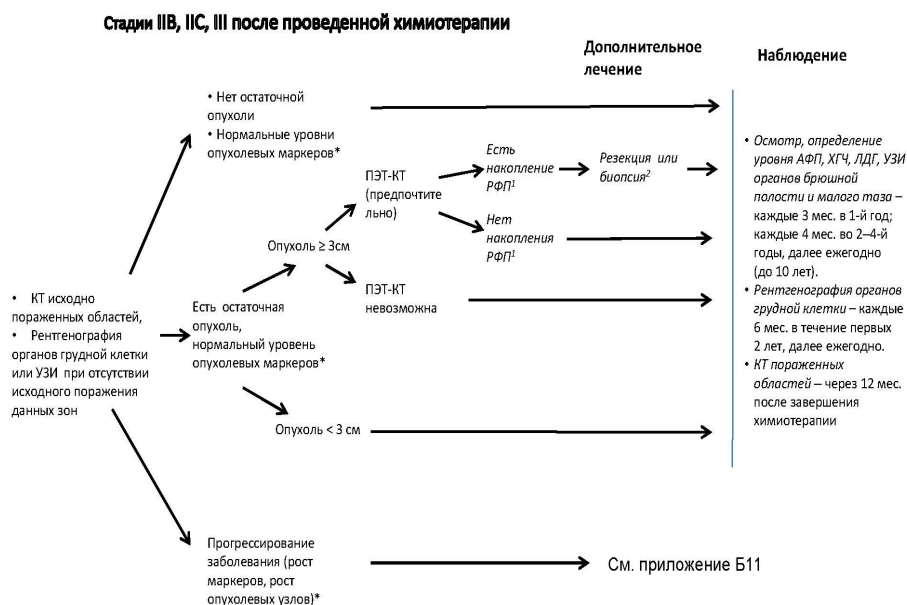 Стадии IIB, IIC, III после проведенной химиотерапии
Дополнительное
лечение
Наблюдение
• КТ исходно
пораженных областей,
• Рентгенография
органов грудной клетки
или УЗИ при отсутствии
исходного поражения
данных зон
• Нет остаточной
опухоли
• Нормальные уровни
опухолевых маркеров*
Есть остаточная
опухоль,
нормальный уровень
опухолевых маркеров*
Прогрессирование
заболевания (рост
маркеров, рост
опухолевых узлов)*
Опухоль ≥ 3см
Опухоль < 3 см
ПЭТ-КТ
(предпочтите
льно)
ПЭТ-КТ
невозможна
Есть
накопление
РФП¹
Нет
накопления
РФП¹
Резекция или
биопсия²
См. приложение Б11
• Осмотр, определение
уровня АФП, ХГЧ, ЛДГ, УЗИ
органов брюшной
полости и малого таза –
каждые 3 мес. в 1-й год;
каждые 4 мес. во 2–4-й
годы, далее ежегодно
(до 10 лет).
• Рентгенография органов
грудной клетки – каждые
6 мес. в течение первых
2 лет, далее ежегодно.
• КТ пораженных
областей – через 12 мес.
после завершения
химиотерапии